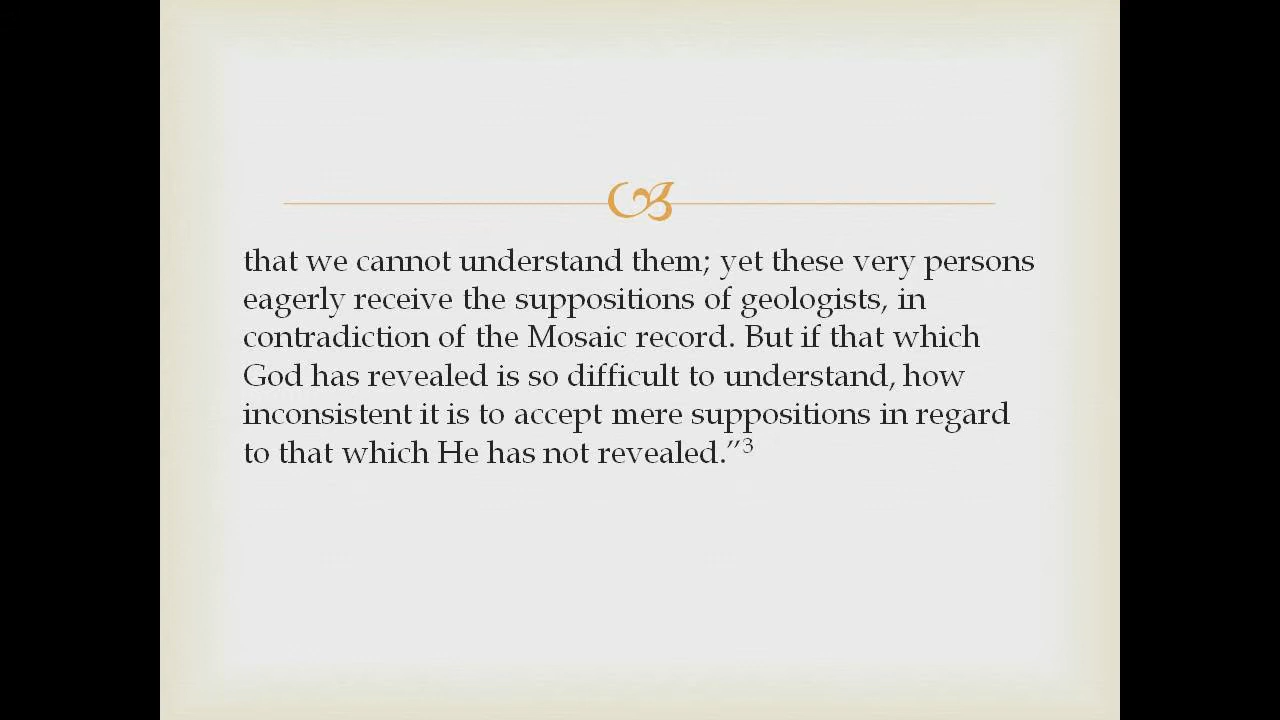 that we cannot understand them; yet these very persons
eagerly receive the suppositions of geologists, in
contradiction of the Mosaic record. But if that which
God has revealed is so difficult to understand, how
inconsistent it is to accept mere suppositions in regard
to that which He has not revealed.”³